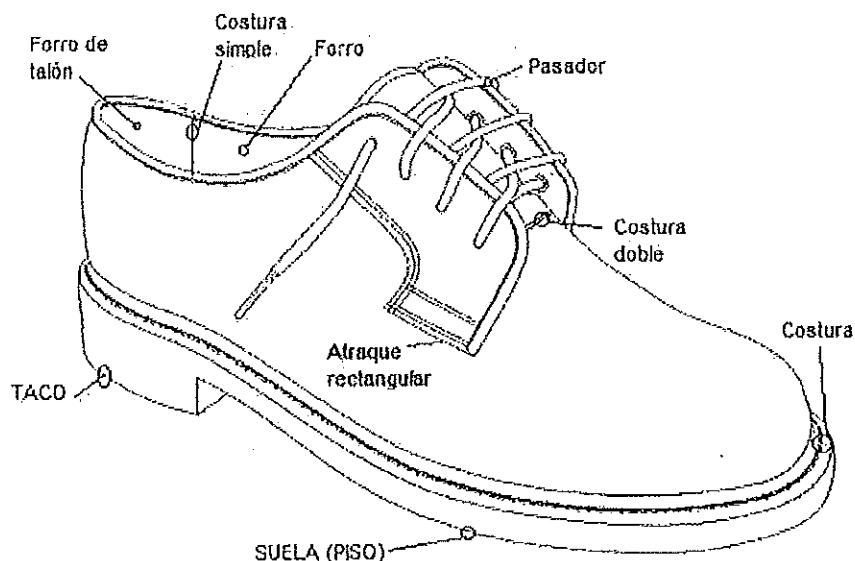 Costura
simple
Forro de
talón
Forro
Pasador
Costura
doble
Costura
Atraque
rectangular
TACO
SUELA (PISO)